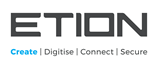 ETION
Create | Digitise | Connect | Secure